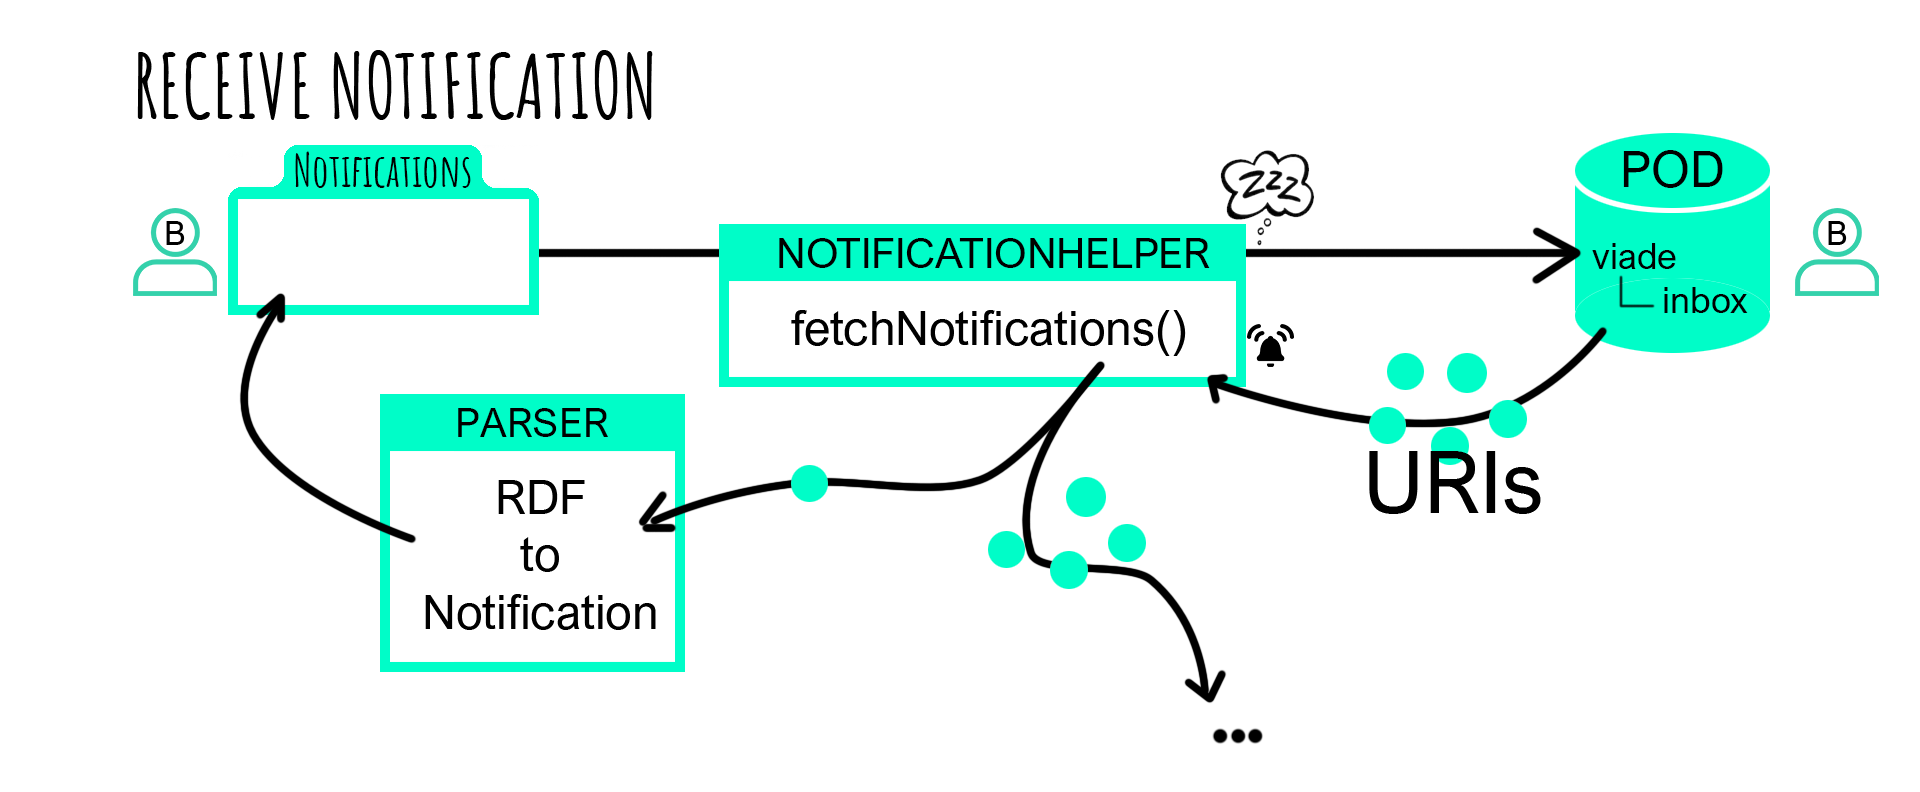 RECEIVE NOTIFICATION
NOTIFICATIONS
B
zzz
POD
NOTIFICATIONHELPER
B
viade
inbox
fetchNotifications()
PARSER
URIs
RDF
to
Notification
...